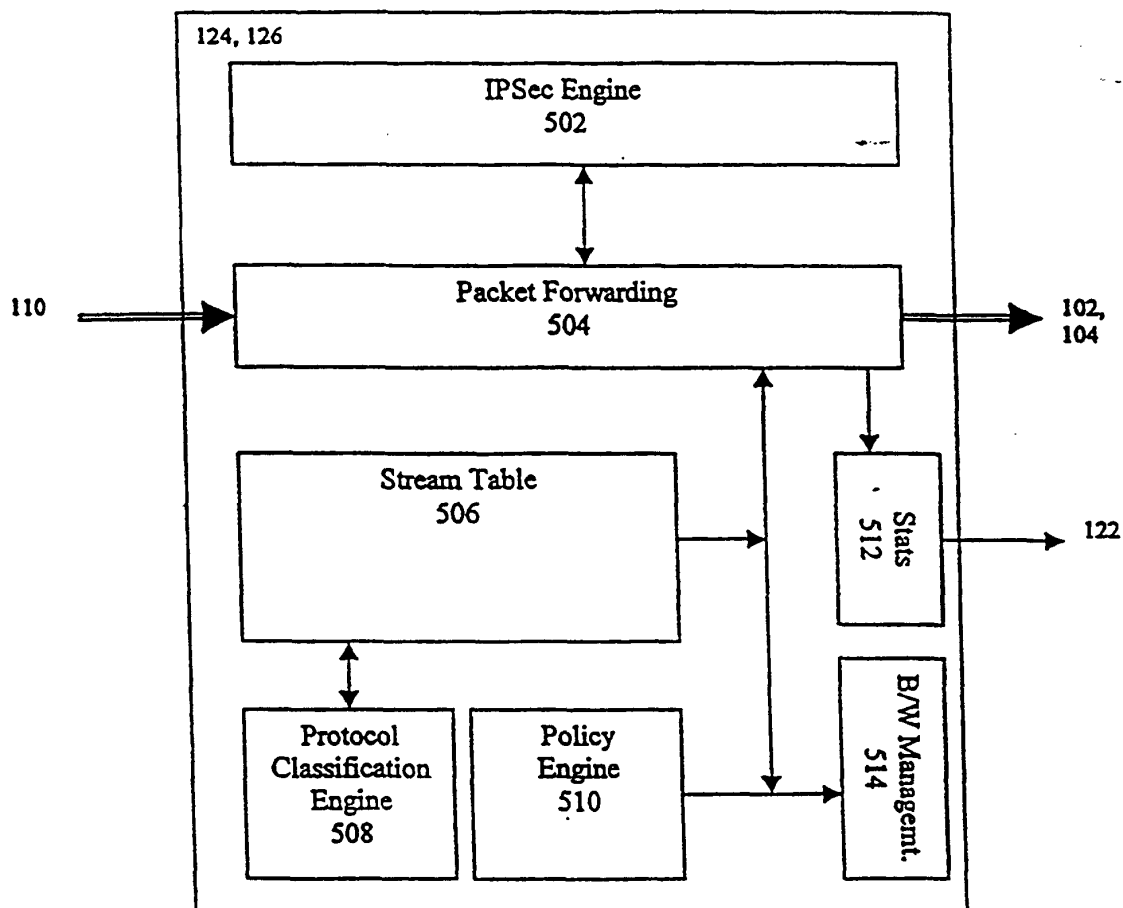 124, 126
IPSec Engine
502
110
Packet Forwarding
504
102,
104
Stream Table
506
Stats
512
122
Protocol
Classification
Engine
508
Policy
Engine
510
B/W Managemt.
514